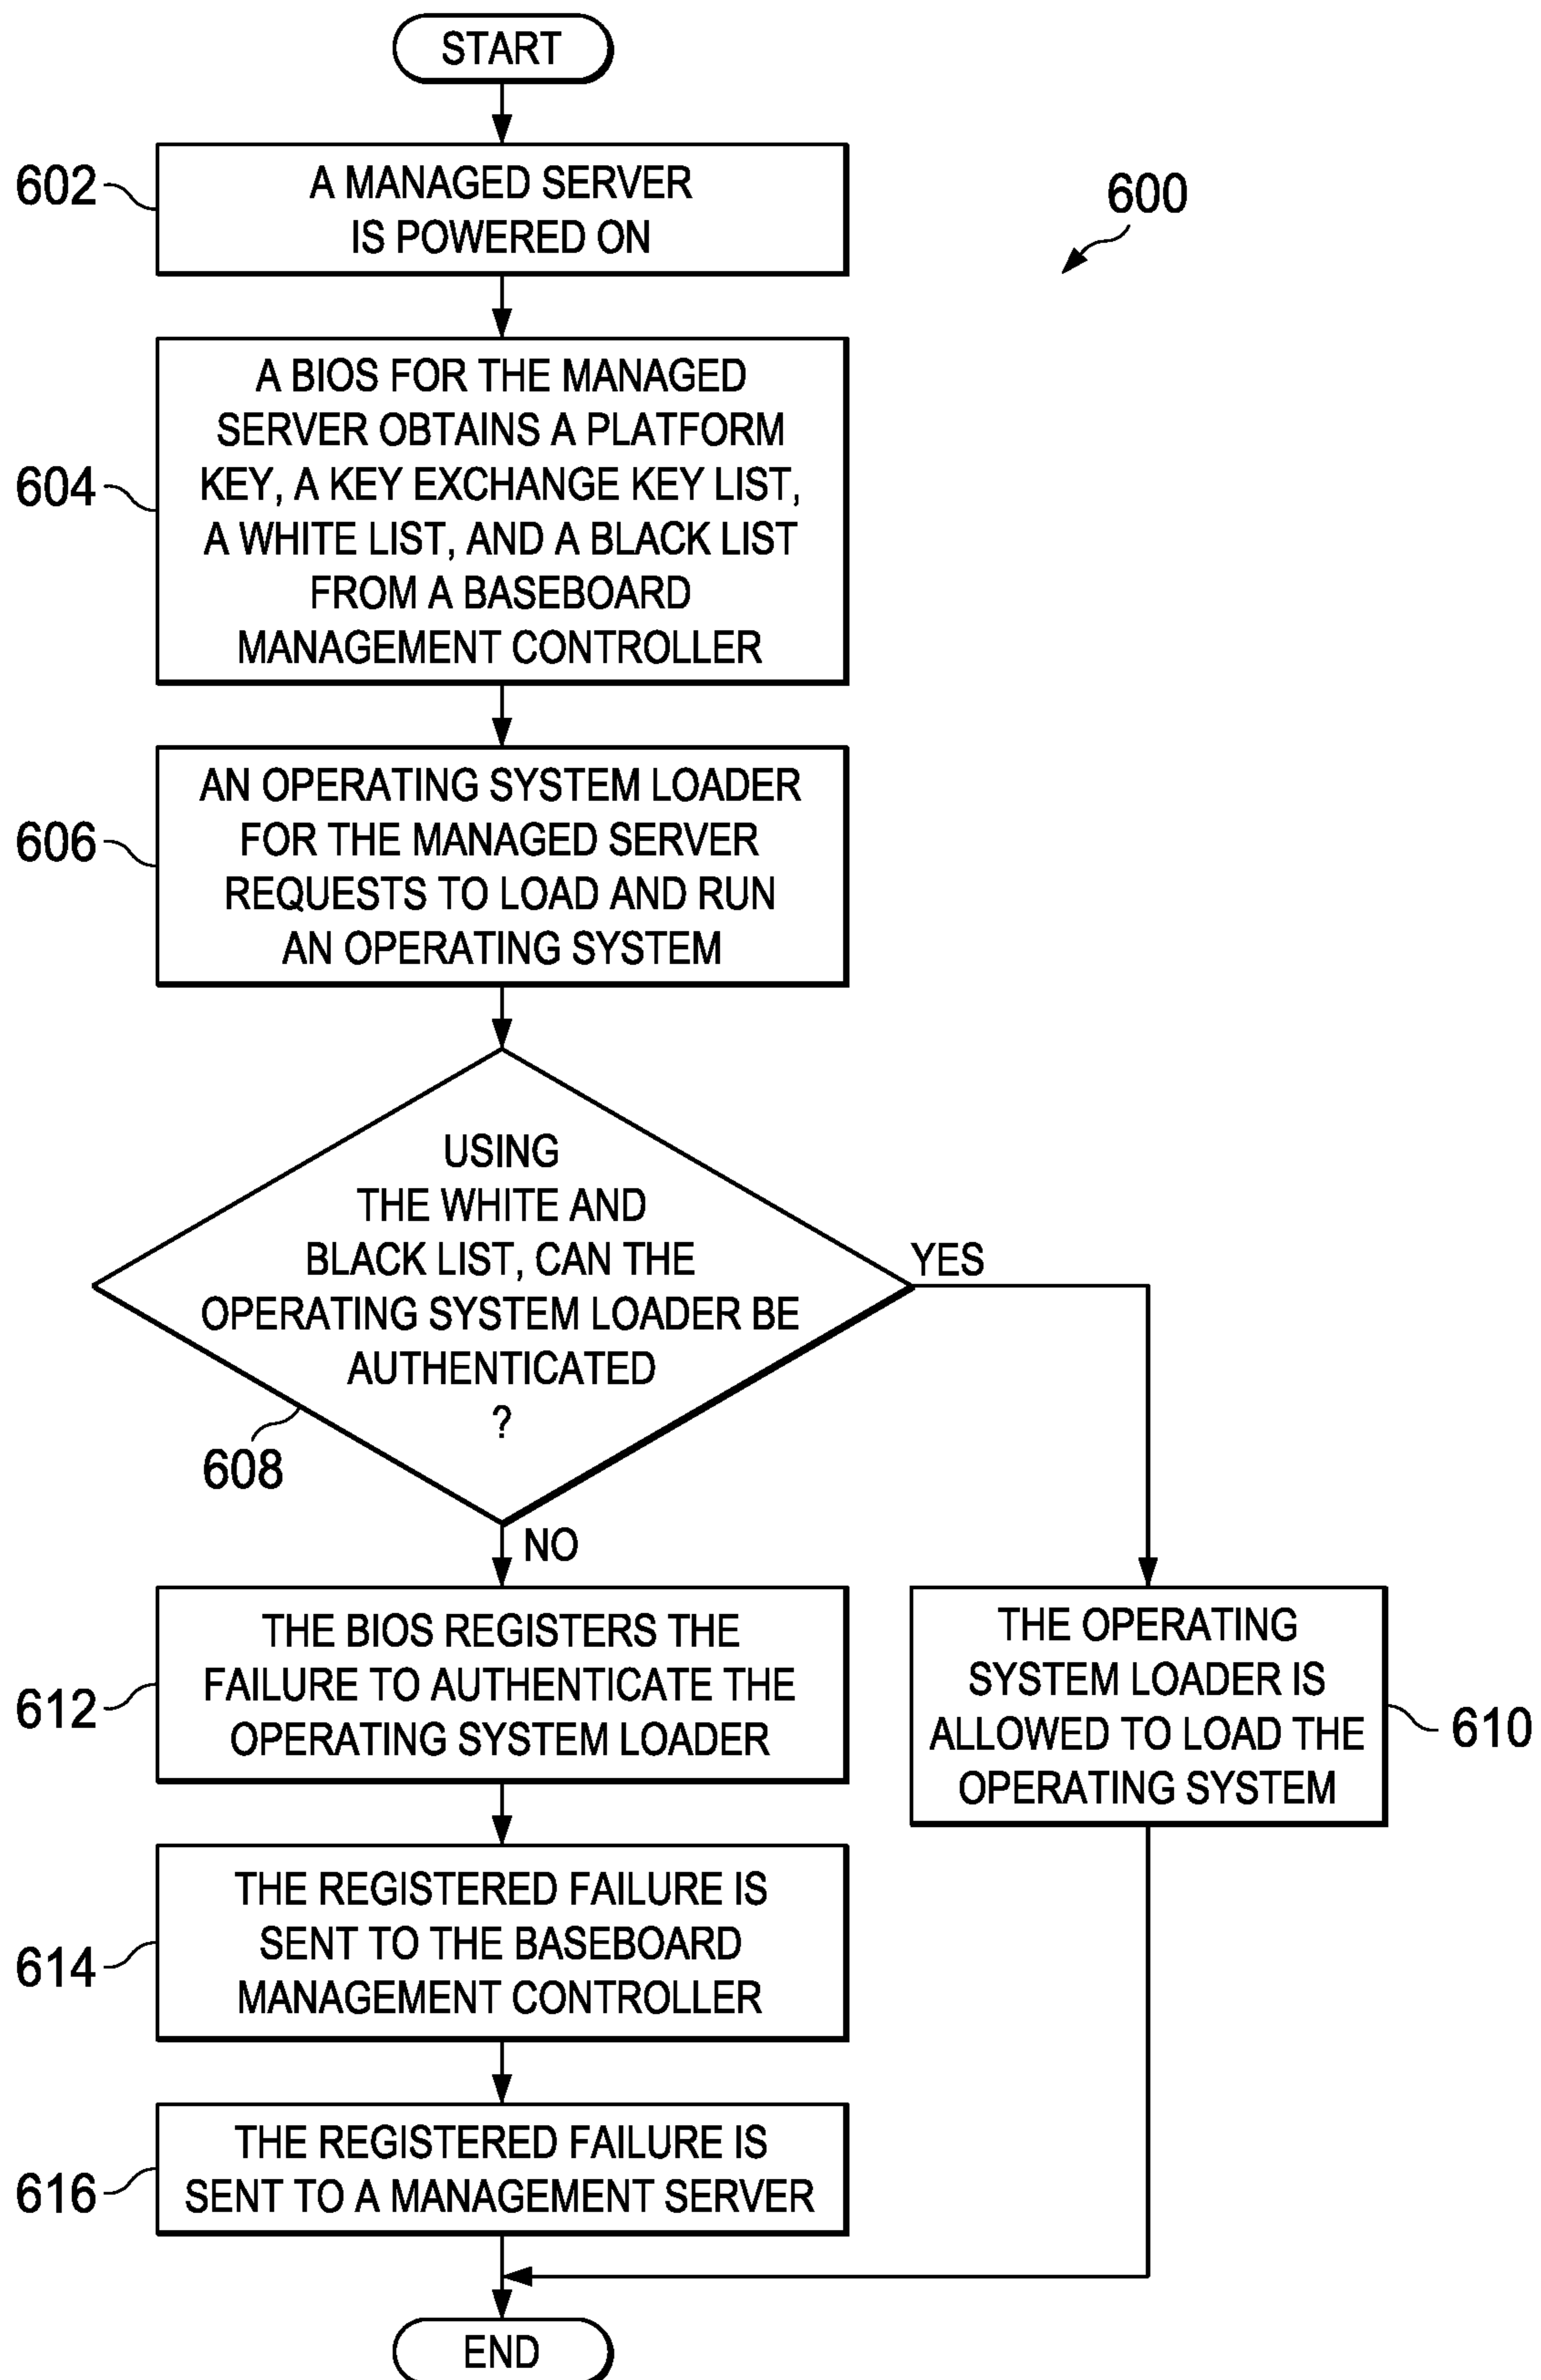 START
602
A MANAGED SERVER
IS POWERED ON
600
604
A BIOS FOR THE MANAGED
SERVER OBTAINS A PLATFORM
KEY, A KEY EXCHANGE KEY LIST,
A WHITE LIST, AND A BLACK LIST
FROM A BASEBOARD
MANAGEMENT CONTROLLER
606
AN OPERATING SYSTEM LOADER
FOR THE MANAGED SERVER
REQUESTS TO LOAD AND RUN
AN OPERATING SYSTEM
USING
THE WHITE AND
BLACK LIST, CAN THE
OPERATING SYSTEM LOADER BE
AUTHENTICATED
?
608
YES
NO
612
THE BIOS REGISTERS THE
FAILURE TO AUTHENTICATE THE
OPERATING SYSTEM LOADER
THE OPERATING
SYSTEM LOADER IS
ALLOWED TO LOAD THE
OPERATING SYSTEM
610
614
THE REGISTERED FAILURE IS
SENT TO THE BASEBOARD
MANAGEMENT CONTROLLER
616
THE REGISTERED FAILURE IS
SENT TO A MANAGEMENT SERVER
END